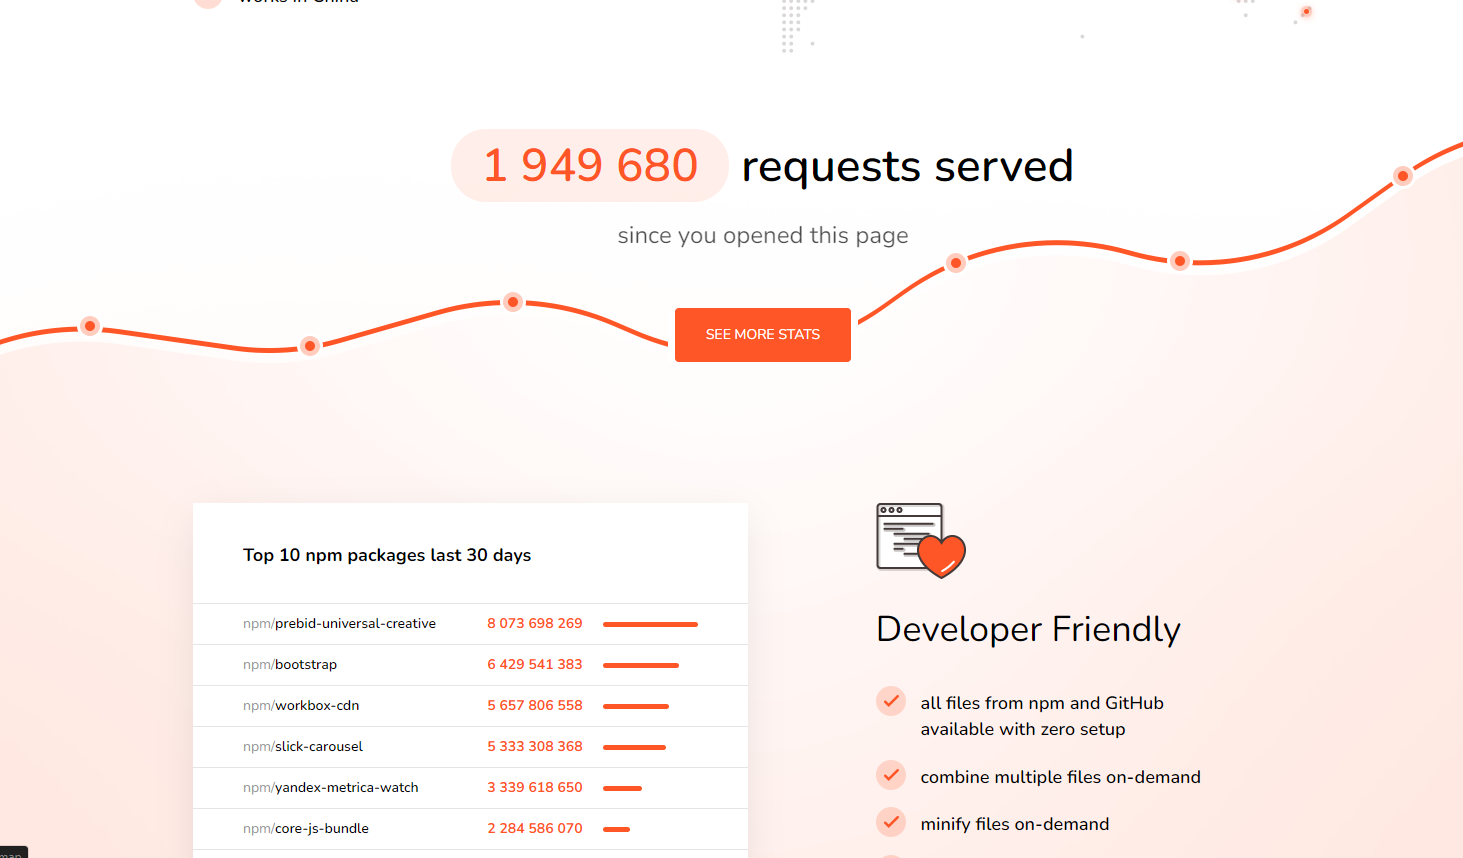 works in China
1 949 680 requests served
since you opened this page
SEE MORE STATS
Top 10 npm packages last 30 days
npm/prebid-universal-creative 8 073 698 269
npm/bootstrap 6 429 541 383
npm/workbox-cdn 5 657 806 558
npm/slick-carousel 5 333 308 368
npm/yandex-metrica-watch 3 339 618 650
npm/core-js-bundle 2 284 586 070
Developer Friendly
all files from npm and GitHub
available with zero setup
combine multiple files on-demand
minify files on-demand